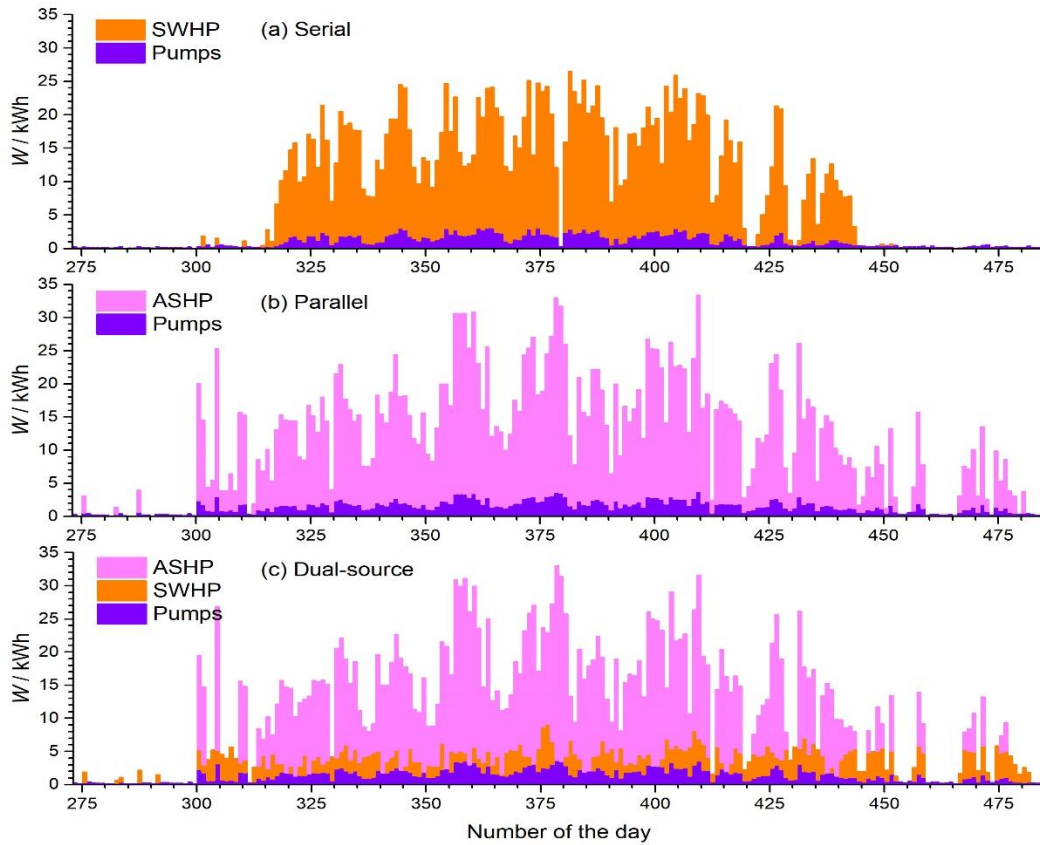 35
SWHP (a) Serial
30
Pumps
25
20
W / kWh
15
10
5
0
275 300 325 350 375 400 425 450 475
35
ASHP (b) Parallel
30
Pumps
25
20
W / kWh
15
10
5
0
275 300 325 350 375 400 425 450 475
35
ASHP (c) Dual-source
30
SWHP
25
Pumps
20
W / kWh
15
10
5
0
275 300 325 350 375 400 425 450 475
Number of the day